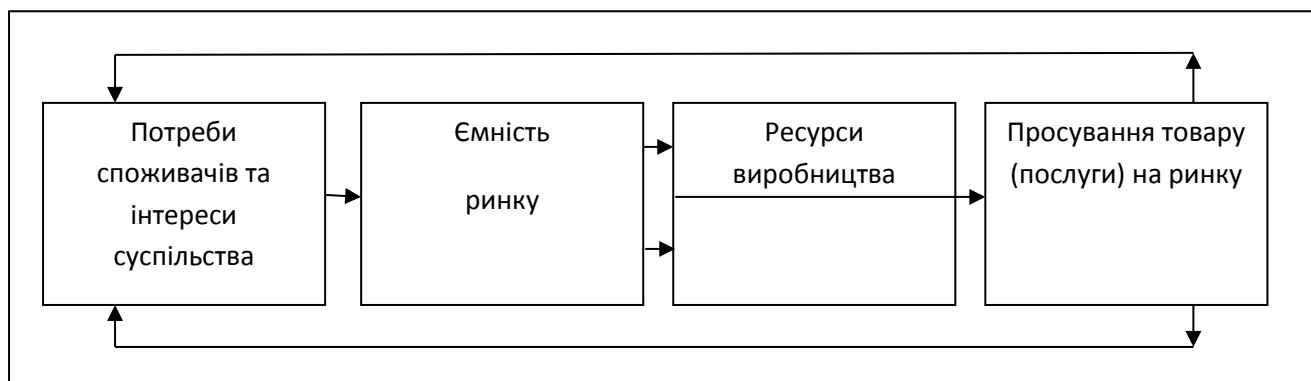 Потреби
споживачів та
інтереси
суспільства
Ємність
ринку
Ресурси
виробництва
Просування товару
(послуги) на ринку